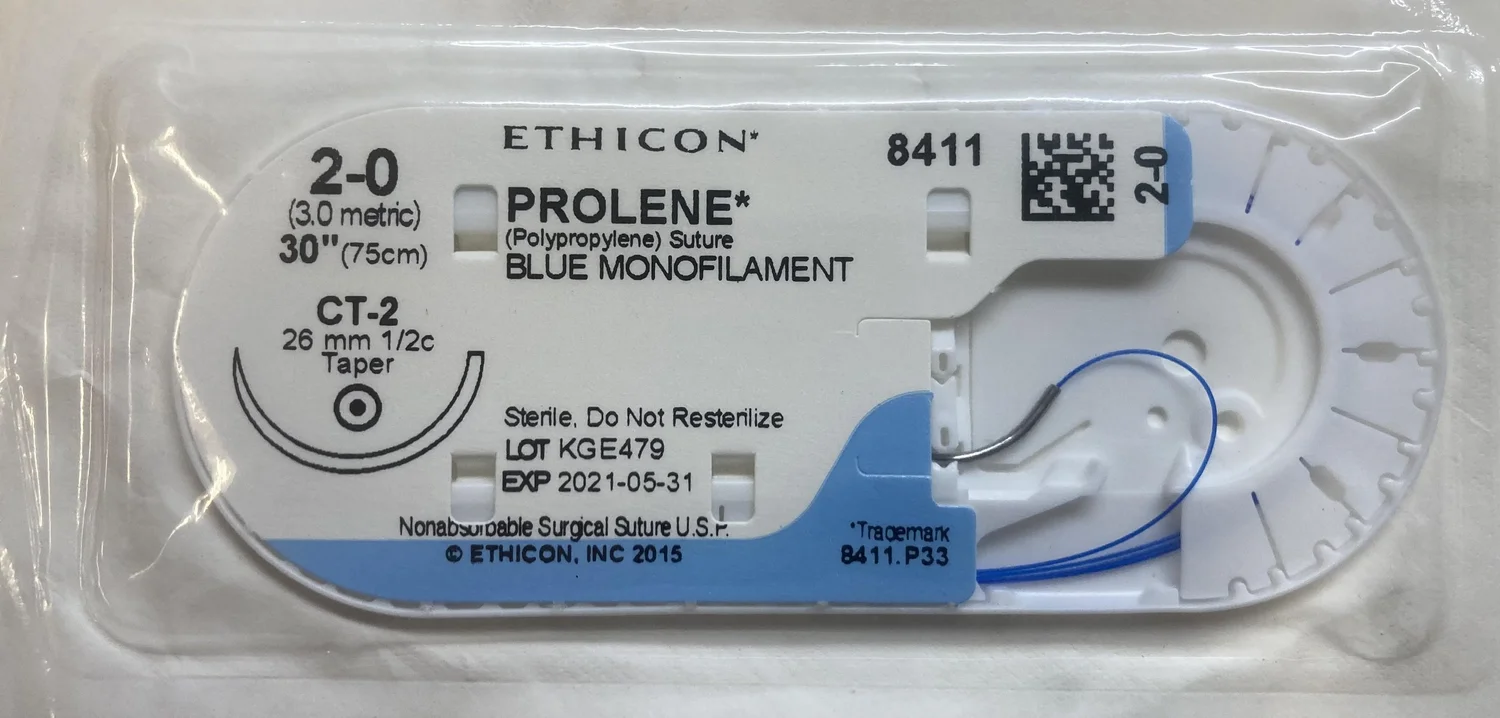 2-0
(3.0 metric)
30" (75cm)
CT-2
26 mm 1/2c
Taper
ETHICON*
PROLENE*
(Polypropylene) Suture
BLUE MONOFILAMENT
8411
2-0
Sterile, Do Not Resterilize
LOT KGE479
EXP 2021-05-31
Nonabsorbable Surgical Suture U.S.P.
© ETHICON, INC 2015
*Trademark
8411.P33